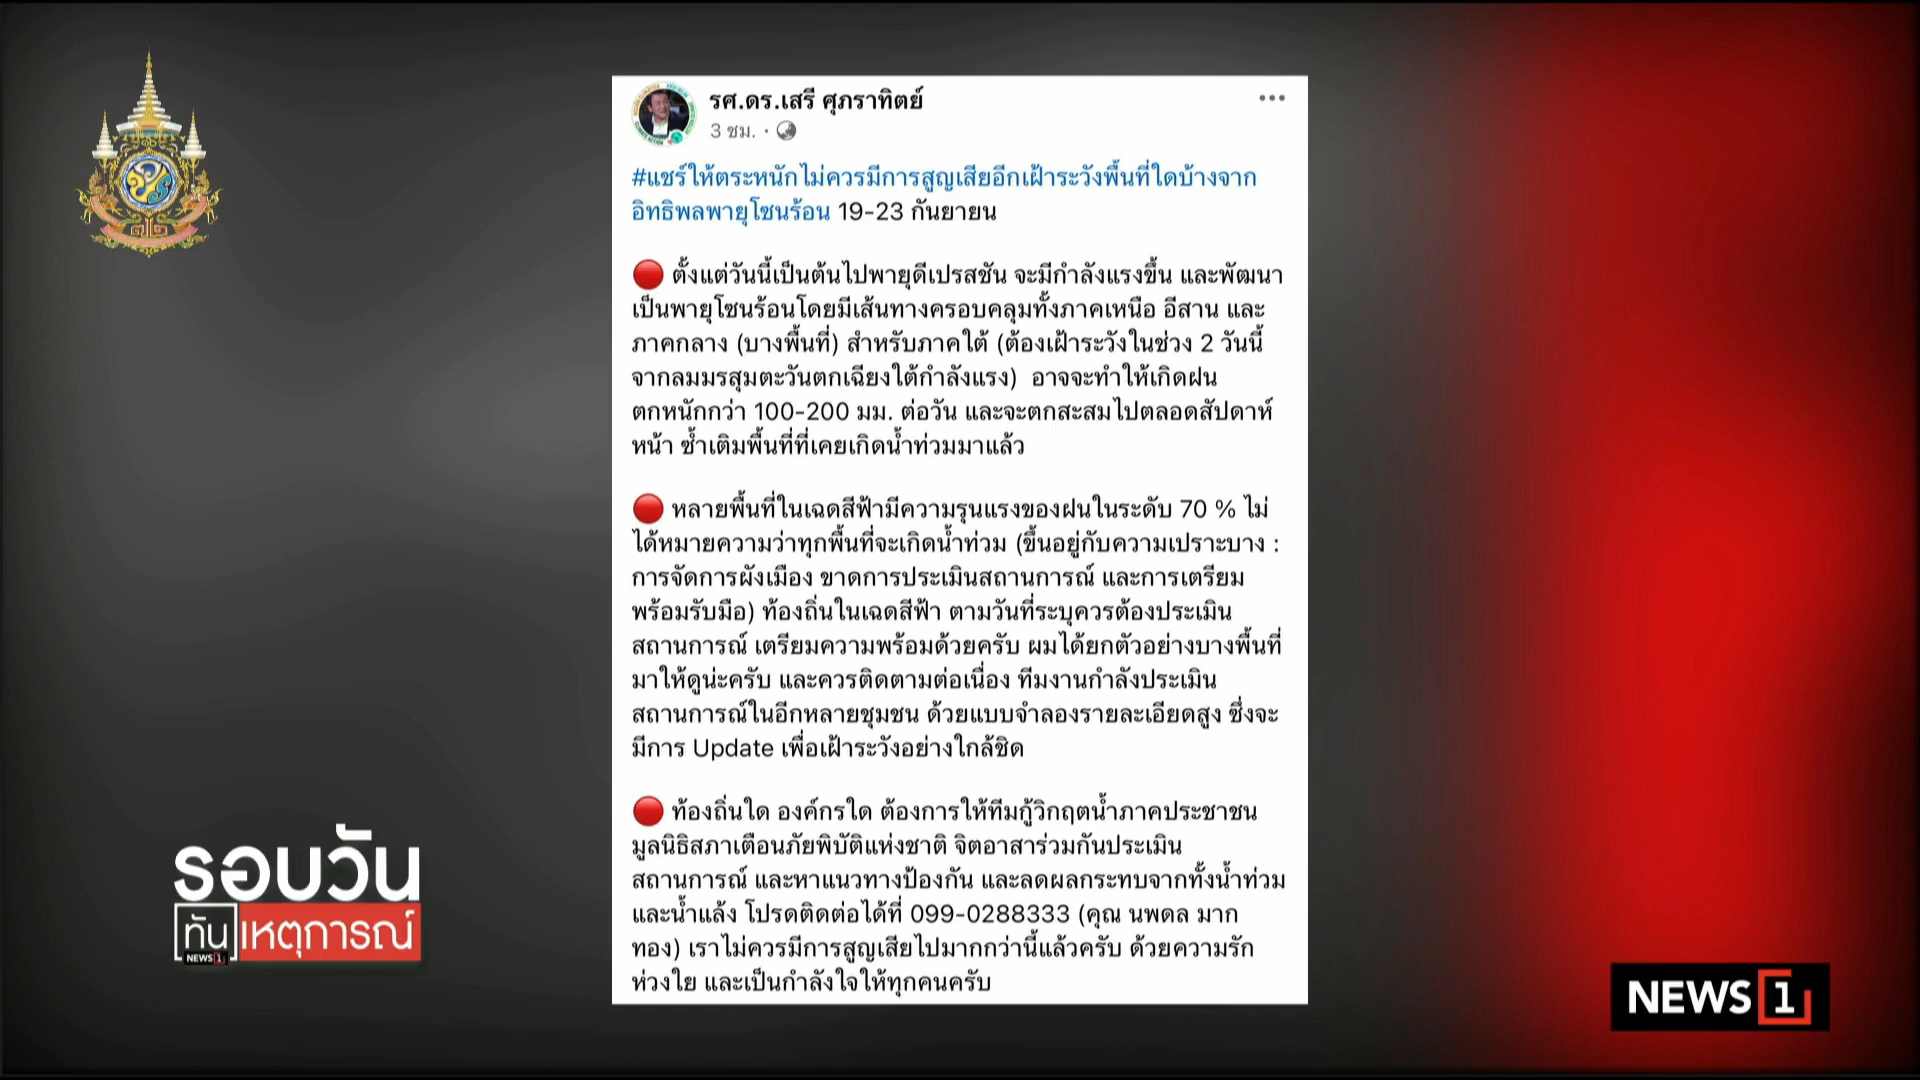 รศ.ดร.เสรี ศุภราทิตย์
3 ชม. ·
#แชร์ให้ตระหนักไม่ควรมีการสูญเสียอีกเฝ้าระวังพื้นที่ใดบ้างจาก
อิทธิพลพายุโซนร้อน 19-23 กันยายน
🔴 ตั้งแต่วันนี้เป็นต้นไปพายุดีเปรสชัน จะมีกำลังแรงขึ้น และพัฒนา
เป็นพายุโซนร้อนโดยมีเส้นทางครอบคลุมทั้งภาคเหนือ อีสาน และ
ภาคกลาง (บางพื้นที่) สำหรับภาคใต้ (ต้องเฝ้าระวังในช่วง 2 วันนี้
จากลมมรสุมตะวันตกเฉียงใต้กำลังแรง) อาจจะทำให้เกิดฝน
ตกหนักกว่า 100-200 มม. ต่อวัน และจะตกสะสมไปตลอดสัปดาห์
หน้า ซ้ำเติมพื้นที่ที่เคยเกิดน้ำท่วมมาแล้ว
🔴 หลายพื้นที่ในเฉดสีฟ้ามีความรุนแรงของฝนในระดับ 70 % ไม่
ได้หมายความว่าทุกพื้นที่จะเกิดน้ำท่วม (ขึ้นอยู่กับความเปราะบาง :
การจัดการผังเมือง ขาดการประเมินสถานการณ์ และการเตรียม
พร้อมรับมือ) ท้องถิ่นในเฉดสีฟ้า ตามวันที่ระบุควรต้องประเมิน
สถานการณ์ เตรียมความพร้อมด้วยครับ ผมได้ยกตัวอย่างบางพื้นที่
มาให้ดูน่ะครับ และควรติดตามต่อเนื่อง ทีมงานกำลังประเมิน
สถานการณ์ในอีกหลายชุมชน ด้วยแบบจำลองรายละเอียดสูง ซึ่งจะ
มีการ Update เพื่อเฝ้าระวังอย่างใกล้ชิด
🔴 ท้องถิ่นใด องค์กรใด ต้องการให้ทีมกู้วิกฤตน้ำภาคประชาชน
มูลนิธิสภาเตือนภัยพิบัติแห่งชาติ จิตอาสาร่วมกันประเมิน
สถานการณ์ และหาแนวทางป้องกัน และลดผลกระทบจากทั้งน้ำท่วม
และน้ำแล้ง โปรดติดต่อได้ที่ 099-0288333 (คุณ นพดล มาก
ทอง) เราไม่ควรมีการสูญเสียไปมากกว่านี้แล้วครับ ด้วยความรัก
ห่วงใย และเป็นกำลังใจให้ทุกคนครับ
รอบวัน
ทันเหตุการณ์
NEWS1
NEWS 1